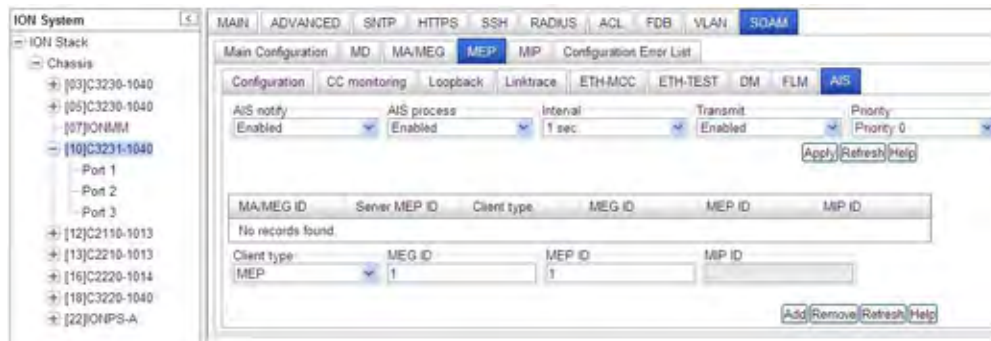 ION System
MAIN ADVANCED SNTP HTTPS SSH RADIUS ACL FDB VLAN SOAM
ION Stack
Main Configuration MD MA/MEG MEP MIP Configuration Error List
Chassis
[03]C3230-1040
Configuration CC monitoring Loopback Linktrace ETH-MCC ETH-TEST DM FLM AIS
[05]C3230-1040
AIS notify AIS process Interval Transmit Priority
[07]IONMM
Enabled Enabled 1 sec Enabled Priority 0
[10]C3231-1040
Apply Refresh Help
Port 1
Port 2
Port 3
MA/MEG ID Server MEP ID Client type MEG ID MEP ID MIP ID
[12]C2110-1013
No records found.
[13]C2210-1013
Client type MEG ID MEP ID MIP ID
[16]C2220-1014
MEP 1 1
[18]C3220-1040
[22]IONPS-A
Add Remove Refresh Help